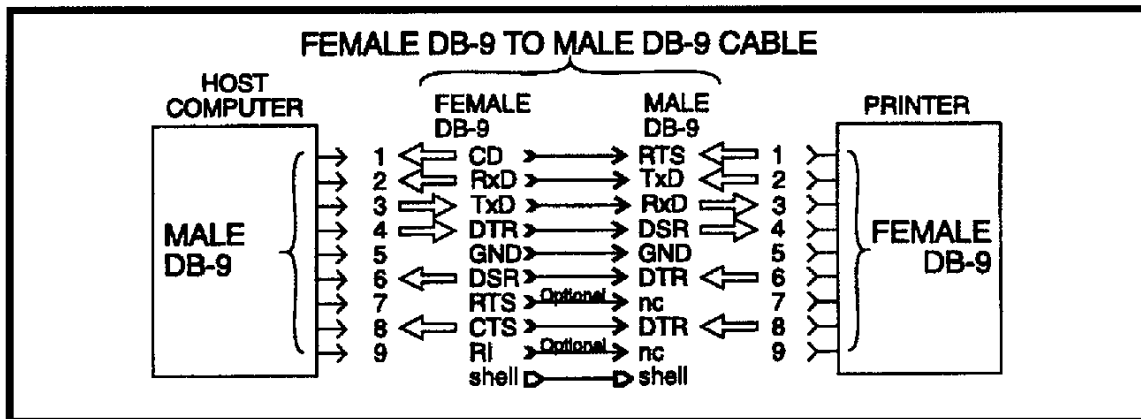 FEMALE DB-9 TO MALE DB-9 CABLE
HOST
COMPUTER
FEMALE
DB-9
MALE
DB-9
PRINTER
1 CD RTS 1
2 RxD TxD 2
3 TxD RxD 3
4 DTR DSR 4
MALE
DB-9
5 GND GND 5
FEMALE
DB-9
6 DSR DTR 6
7 RTS Optional nc 7
8 CTS DTR 8
9 RI Optional nc 9
shell shell